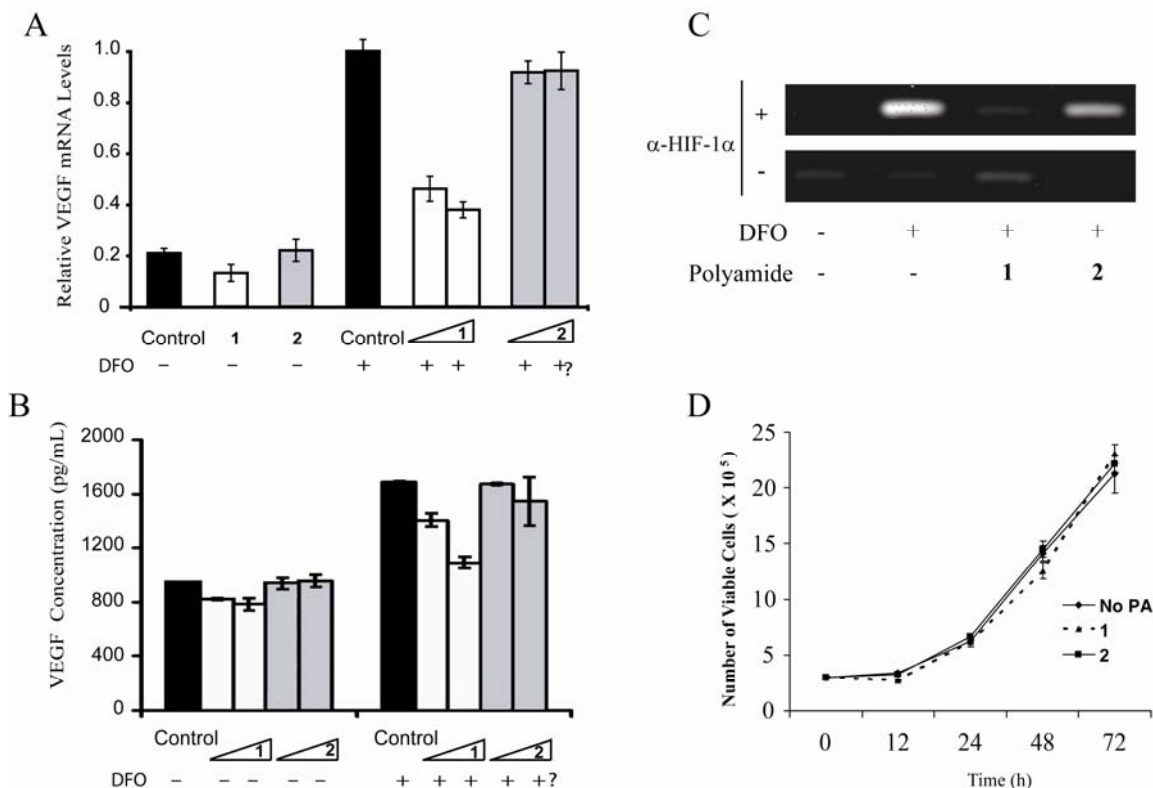 A
Relative VEGF mRNA Levels
1.0
0.8
0.6
0.4
0.2
0
Control 1 2 Control 1 2
DFO - - - + + + + +?
B
VEGF Concentration (pg/mL)
2000
1600
1200
800
400
0
Control 1 2 Control 1 2
DFO - - - - - + + + + +?
C
α-HIF-1α
+
-
DFO - + + +
Polyamide - - 1 2
D
Number of Viable Cells ( X 10 5 )
25
20
15
10
5
0
No PA
1
2
0 12 24 48 72
Time (h)